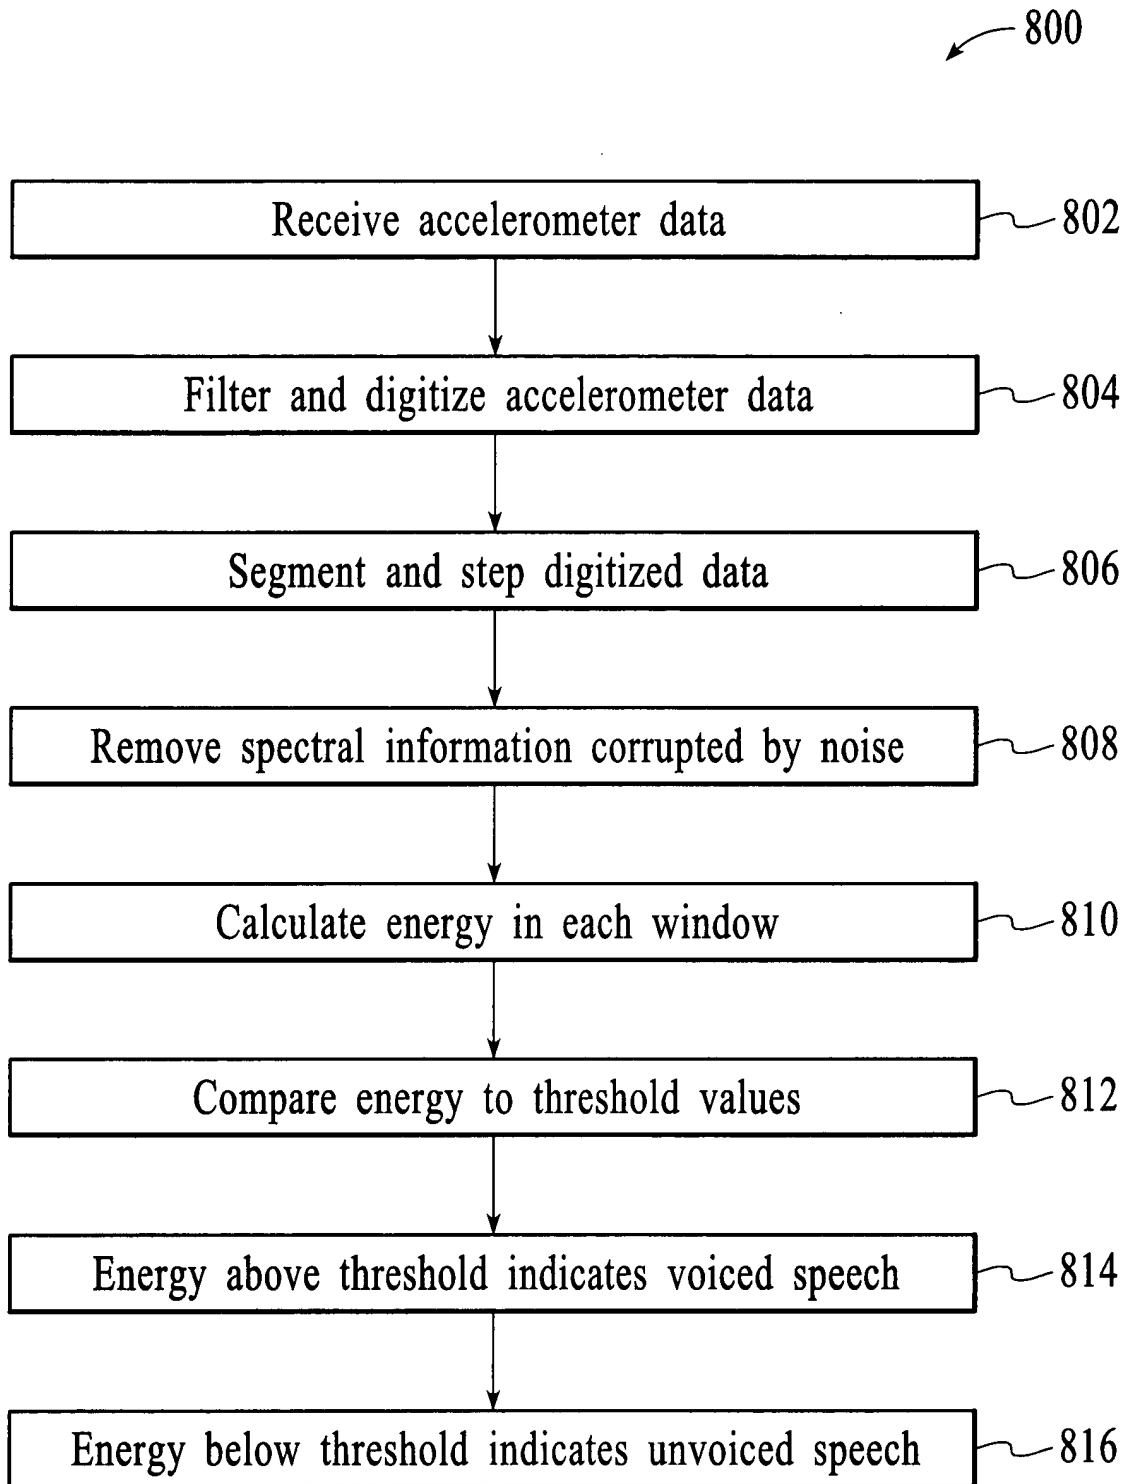 800
Receive accelerometer data 802
Filter and digitize accelerometer data 804
Segment and step digitized data 806
Remove spectral information corrupted by noise 808
Calculate energy in each window 810
Compare energy to threshold values 812
Energy above threshold indicates voiced speech 814
Energy below threshold indicates unvoiced speech 816